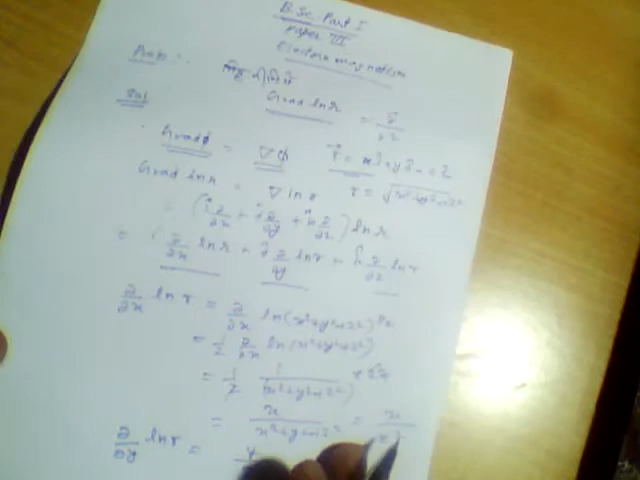 B.Sc. Part I
Paper III
Electromagnetism
Prob:
सिद्ध कीजिये
Grad ln r = r̄/r²
Sol
Grad ϕ = ∇ϕ r̄ = xî+yĵ+k̂z
Grad ln r = ∇ ln r r = √x²+y²+z²
= (î ∂/∂x + ĵ ∂/∂y + k̂ ∂/∂z) ln r
= î ∂/∂x ln r + ĵ ∂/∂y ln r + k̂ ∂/∂z ln r
∂/∂x ln r = ∂/∂x ln (x²+y²+z²)^1/2
= 1/2 ∂/∂x ln (x²+y²+z²)
= 1/2 1/(x²+y²+z²) × 2x
= x/x²+y²+z² = x/r²
∂/∂y ln r = y